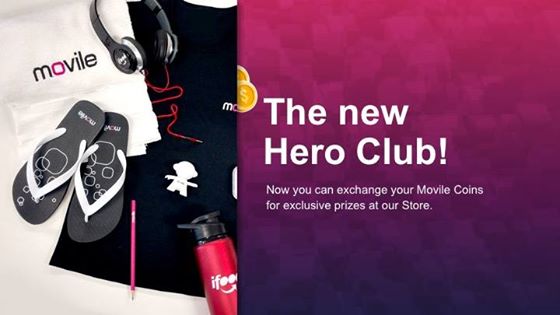 movile
movile
movile
mo
ifood
The new
Hero Club!
Now you can exchange your Movile Coins
for exclusive prizes at our Store.